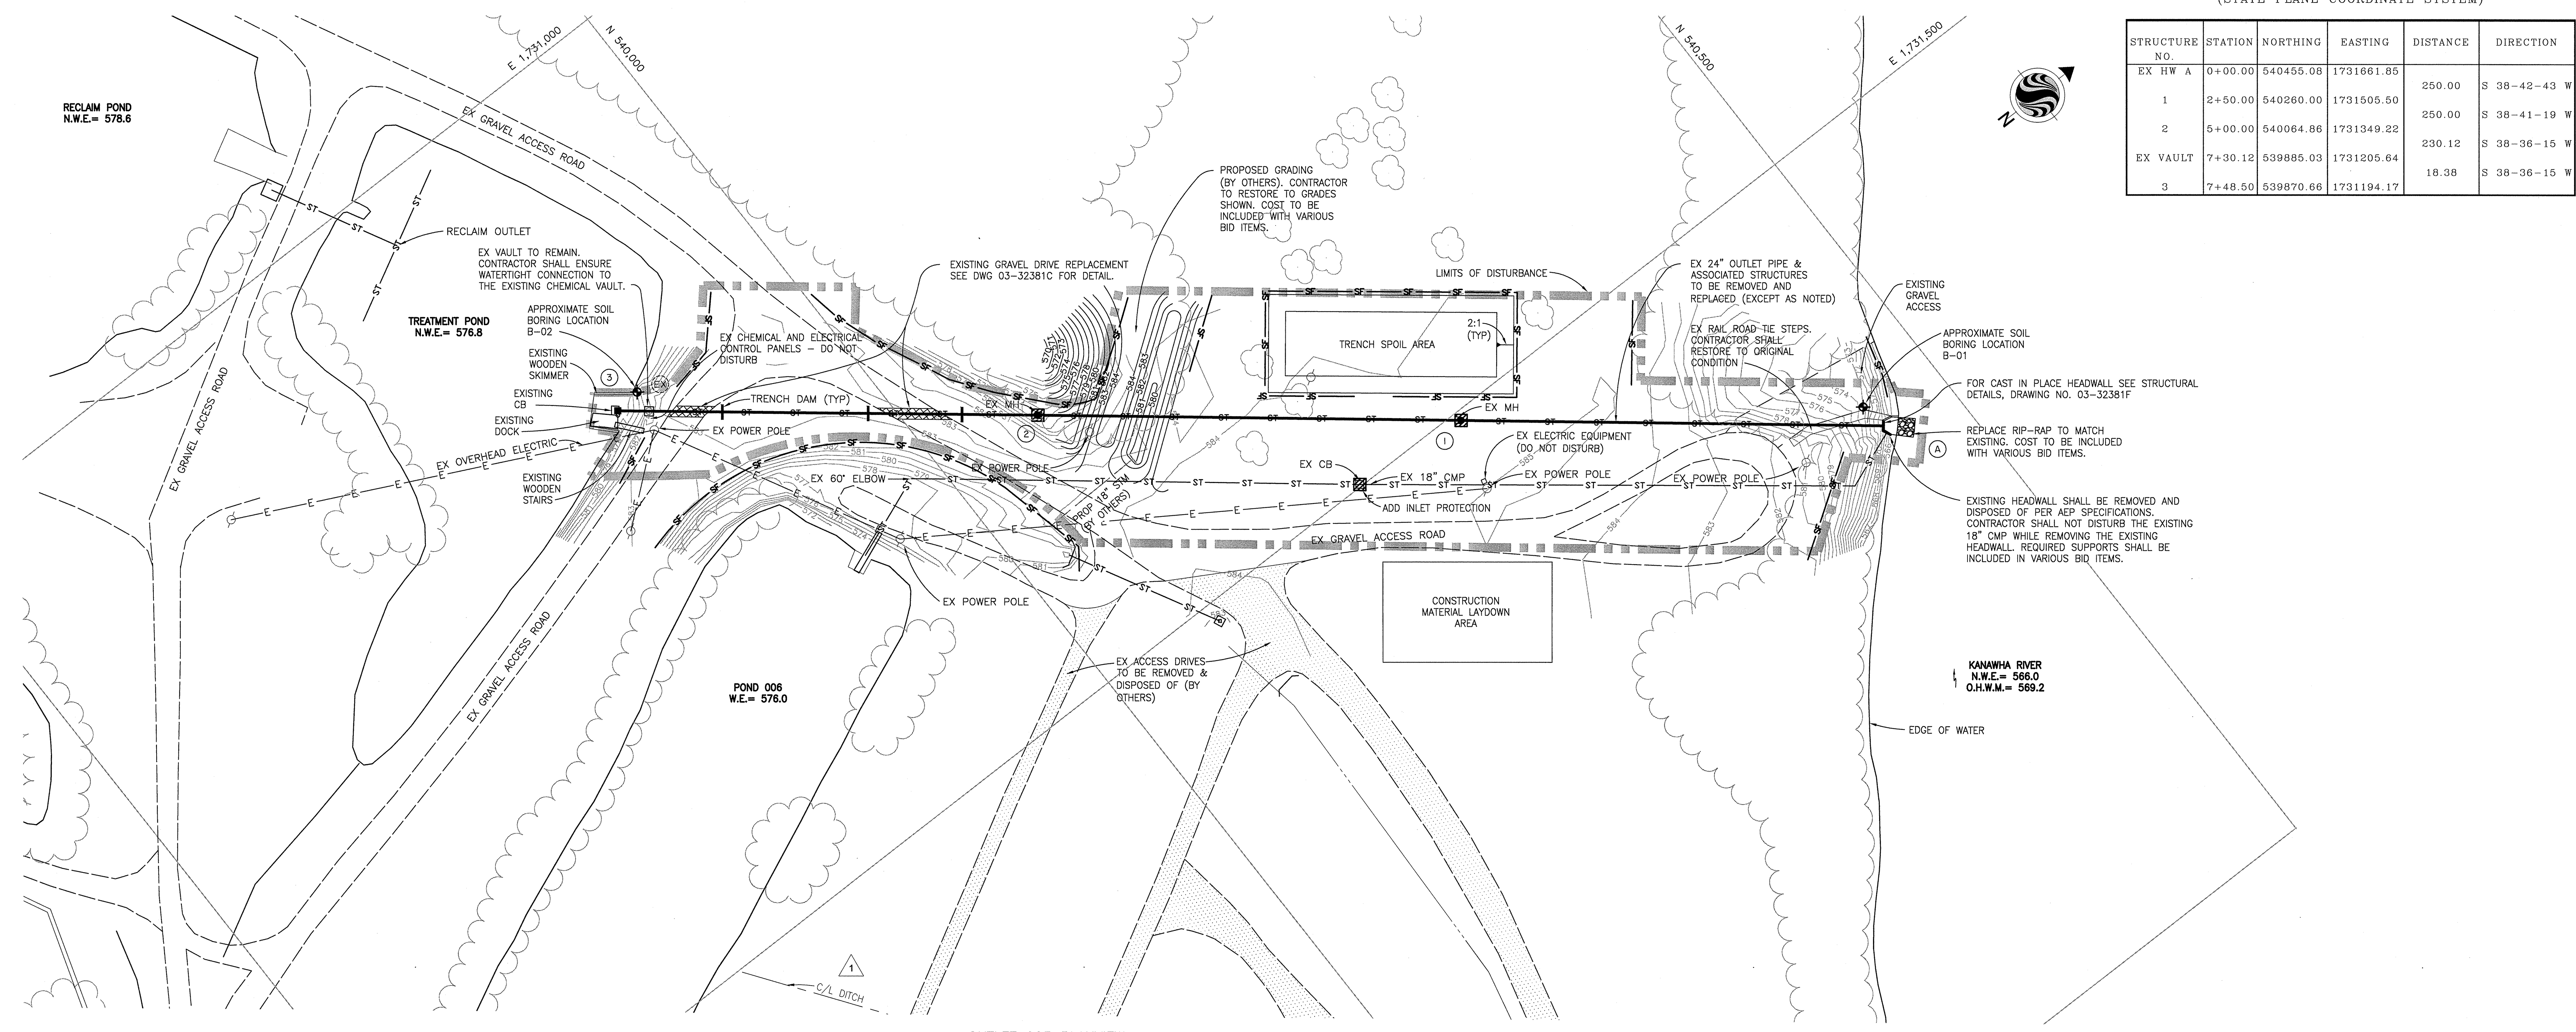 (STATE PLANE COORDINATE SYSTEM)
STRUCTURE NO. STATION NORTHING EASTING DISTANCE DIRECTION
EX HW A 0+00.00 540455.08 1731661.85
250.00 S 38-42-43 W
1 2+50.00 540260.00 1731505.50
250.00 S 38-41-19 W
2 5+00.00 540064.86 1731349.22
230.12 S 38-36-15 W
EX VAULT 7+30.12 539885.03 1731205.64
18.38 S 38-36-15 W
3 7+48.50 539870.66 1731194.17
E 1,731,000
N 540,000
N 540,500
E 1,731,500
N
RECLAIM POND
N.W.E.= 578.6
EX GRAVEL ACCESS ROAD
ST
ST
ST
ST
ST
RECLAIM OUTLET
EX VAULT TO REMAIN.
CONTRACTOR SHALL ENSURE
WATERTIGHT CONNECTION TO
THE EXISTING CHEMICAL VAULT.
APPROXIMATE SOIL
BORING LOCATION
B-02
TREATMENT POND
N.W.E.= 576.8
EXISTING
WOODEN
SKIMMER
3
EX
EXISTING
CB
EXISTING
DOCK
EX OVERHEAD ELECTRIC
EXISTING
WOODEN
STAIRS
EX GRAVEL ACCESS ROAD
EX GRAVEL ACCESS ROAD
EX CHEMICAL AND ELECTRICAL
CONTROL PANELS - DO NOT
DISTURB
TRENCH DAM (TYP)
EX POWER POLE
EXISTING GRAVEL DRIVE REPLACEMENT
SEE DWG 03-32381C FOR DETAIL.
PROPOSED GRADING
(BY OTHERS). CONTRACTOR
TO RESTORE TO GRADES
SHOWN. COST TO BE
INCLUDED WITH VARIOUS
BID ITEMS.
EX MH
2
EX POWER POLE
EX 60° ELBOW
PROP 18" STM
(BY OTHERS)
EX POWER POLE
LIMITS OF DISTURBANCE
TRENCH SPOIL AREA
2:1
(TYP)
EX MH
1
EX CB
EX 18" CMP
ADD INLET PROTECTION
EX ELECTRIC EQUIPMENT
(DO NOT DISTURB)
EX POWER POLE
EX POWER POLE
EX 24" OUTLET PIPE &
ASSOCIATED STRUCTURES
TO BE REMOVED AND
REPLACED (EXCEPT AS NOTED)
EX RAIL ROAD TIE STEPS.
CONTRACTOR SHALL
RESTORE TO ORIGINAL
CONDITION
EXISTING
GRAVEL
ACCESS
APPROXIMATE SOIL
BORING LOCATION
B-01
FOR CAST IN PLACE HEADWALL SEE STRUCTURAL
DETAILS, DRAWING NO. 03-32381F
REPLACE RIP-RAP TO MATCH
EXISTING. COST TO BE INCLUDED
WITH VARIOUS BID ITEMS.
A
EXISTING HEADWALL SHALL BE REMOVED AND
DISPOSED OF PER AEP SPECIFICATIONS.
CONTRACTOR SHALL NOT DISTURB THE EXISTING
18" CMP WHILE REMOVING THE EXISTING
HEADWALL. REQUIRED SUPPORTS SHALL BE
INCLUDED IN VARIOUS BID ITEMS.
EX GRAVEL ACCESS ROAD
CONSTRUCTION
MATERIAL LAYDOWN
AREA
EX ACCESS DRIVES
TO BE REMOVED &
DISPOSED OF (BY
OTHERS)
POND 006
W.E.= 576.0
KANAWHA RIVER
N.W.E.= 566.0
O.H.W.M.= 569.2
EDGE OF WATER
1
C/L DITCH